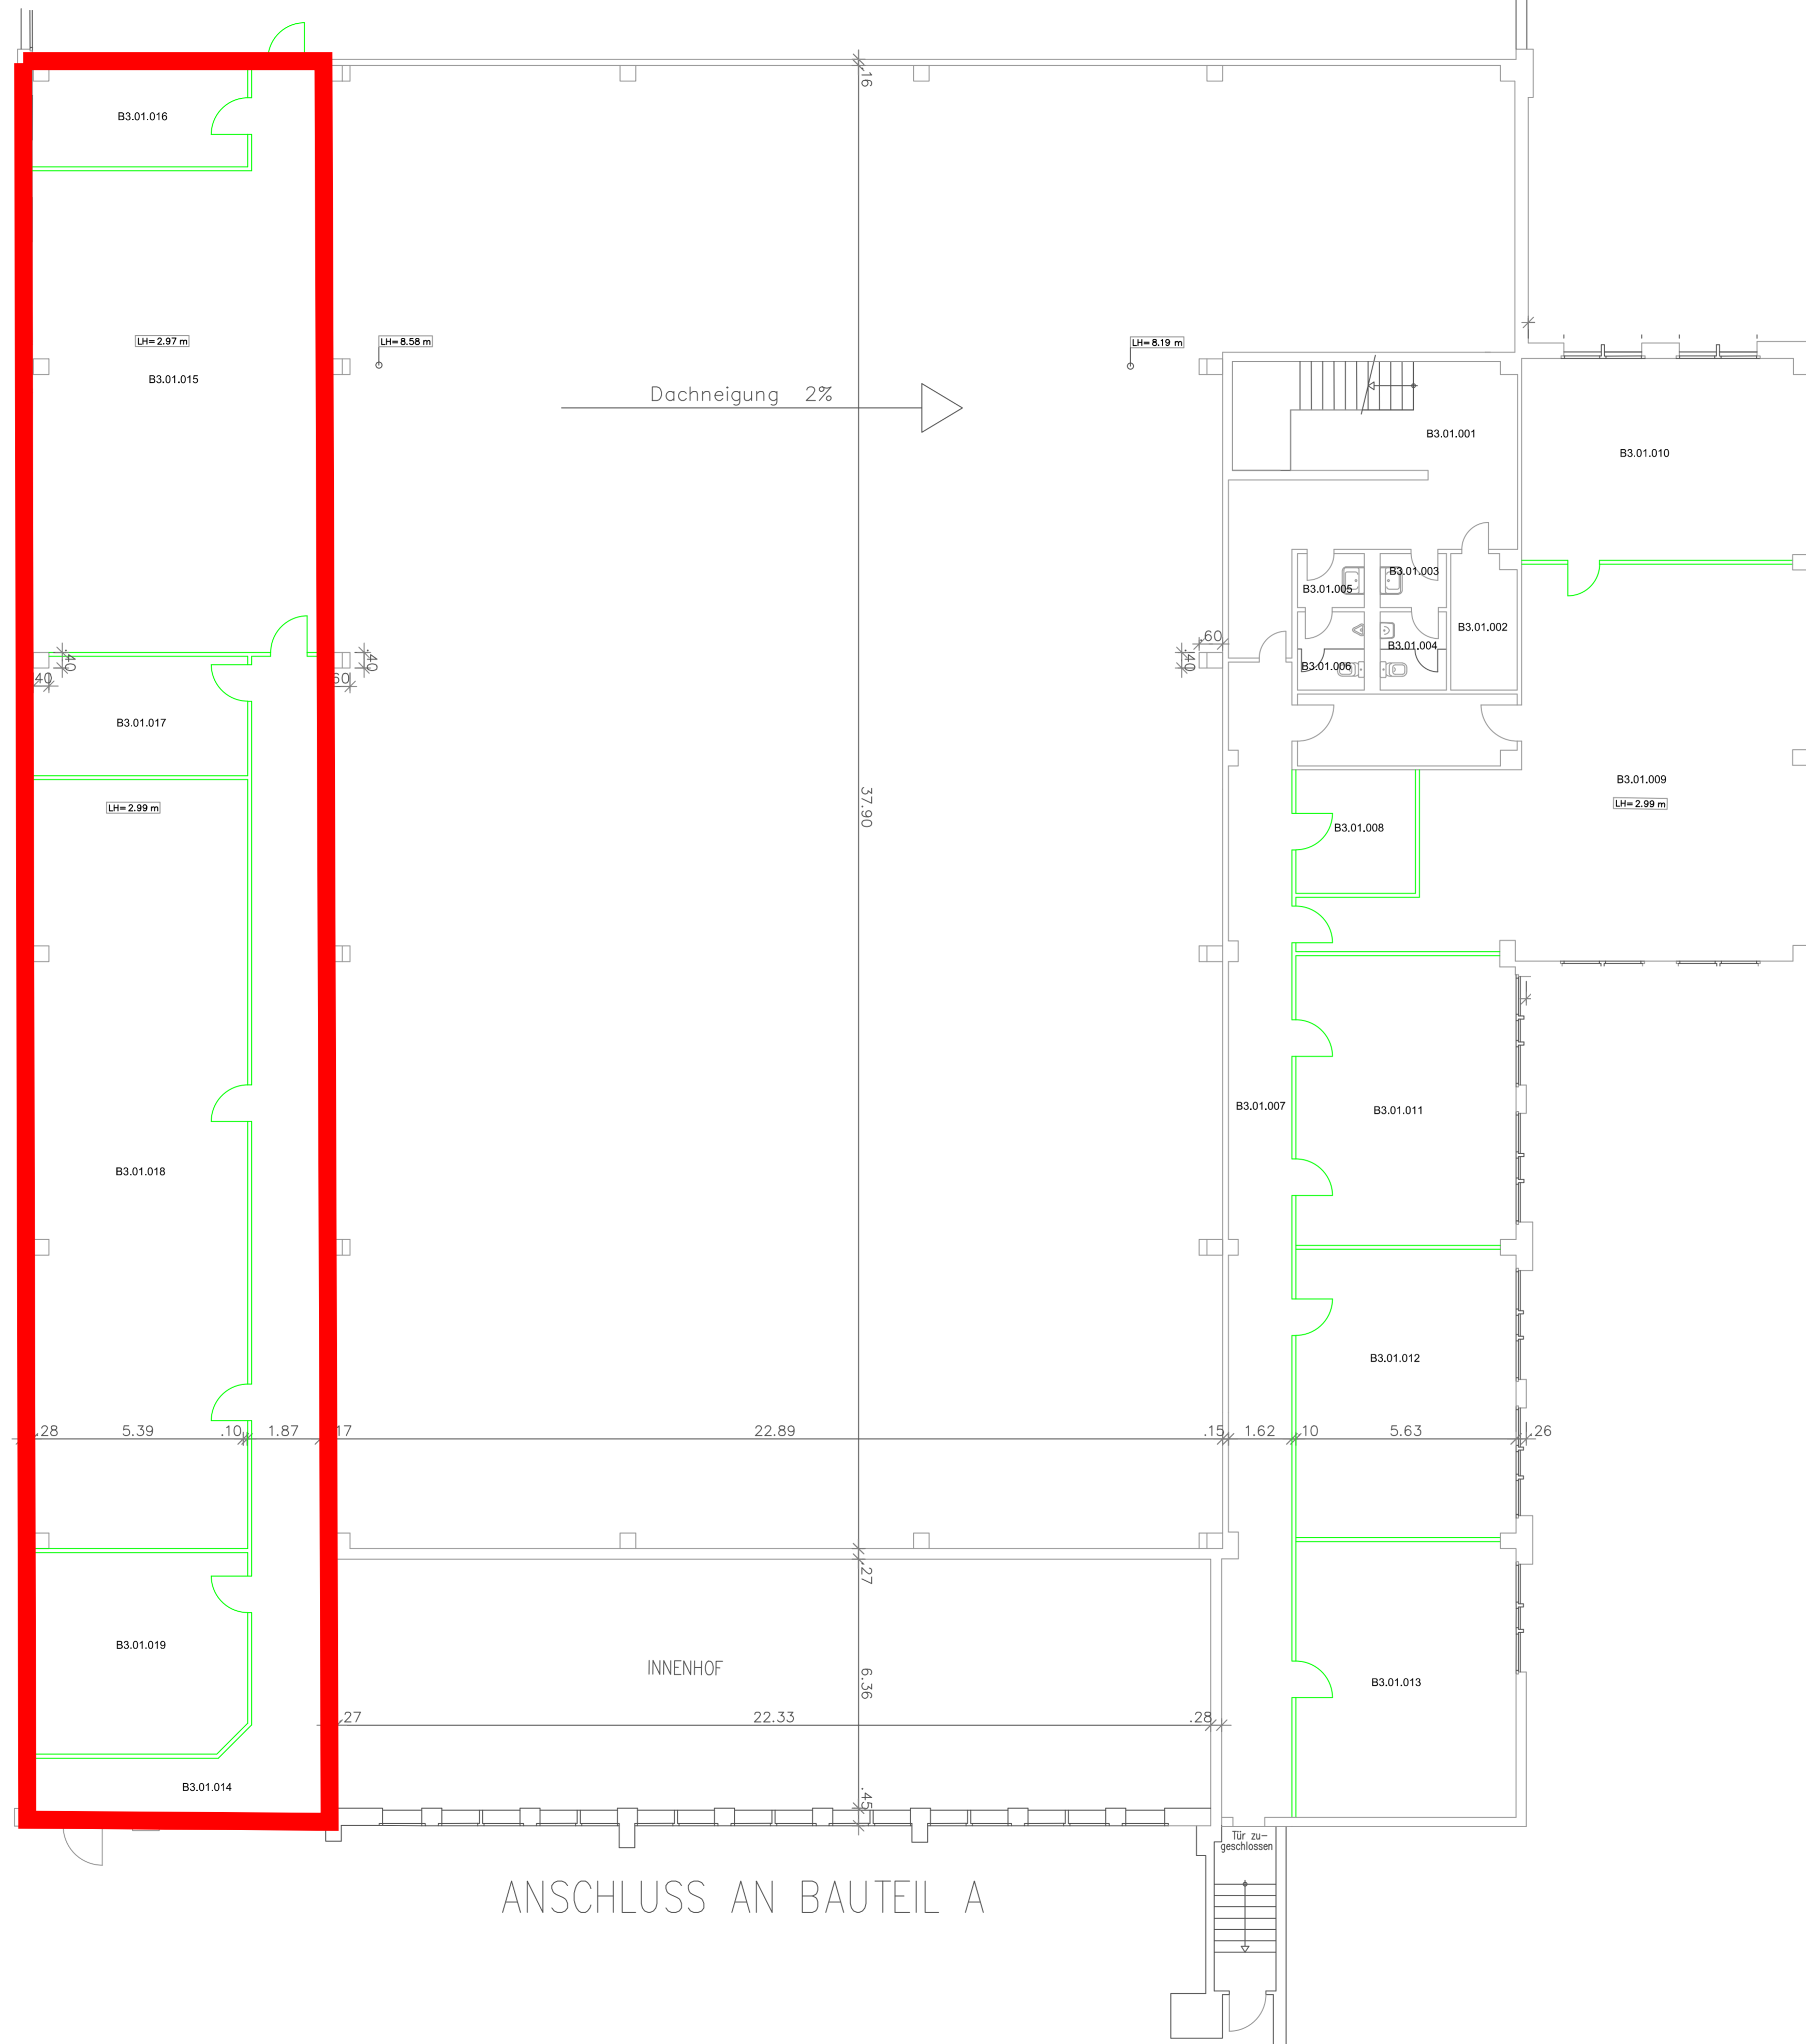 .16
B3.01.016
LH= 2.97 m
LH= 8.58 m
LH= 8.19 m
B3.01.015
Dachneigung 2%
B3.01.001
B3.01.010
B3.01.003
B3.01.005
B3.01.002
.60
B3.01.004
.40
.40
.40
B3.01.006
40
60
B3.01.017
B3.01.009
LH= 2.99 m
LH= 2.99 m
37.90
B3.01.008
B3.01.007
B3.01.011
B3.01.018
B3.01.012
.28
5.39
.10
1.87
17
22.89
.15
1.62
.10
5.63
.26
.27
B3.01.019
INNENHOF
6.36
B3.01.013
.27
22.33
.28
B3.01.014
.45
Tür zu-
geschlossen
ANSCHLUSS AN BAUTEIL A